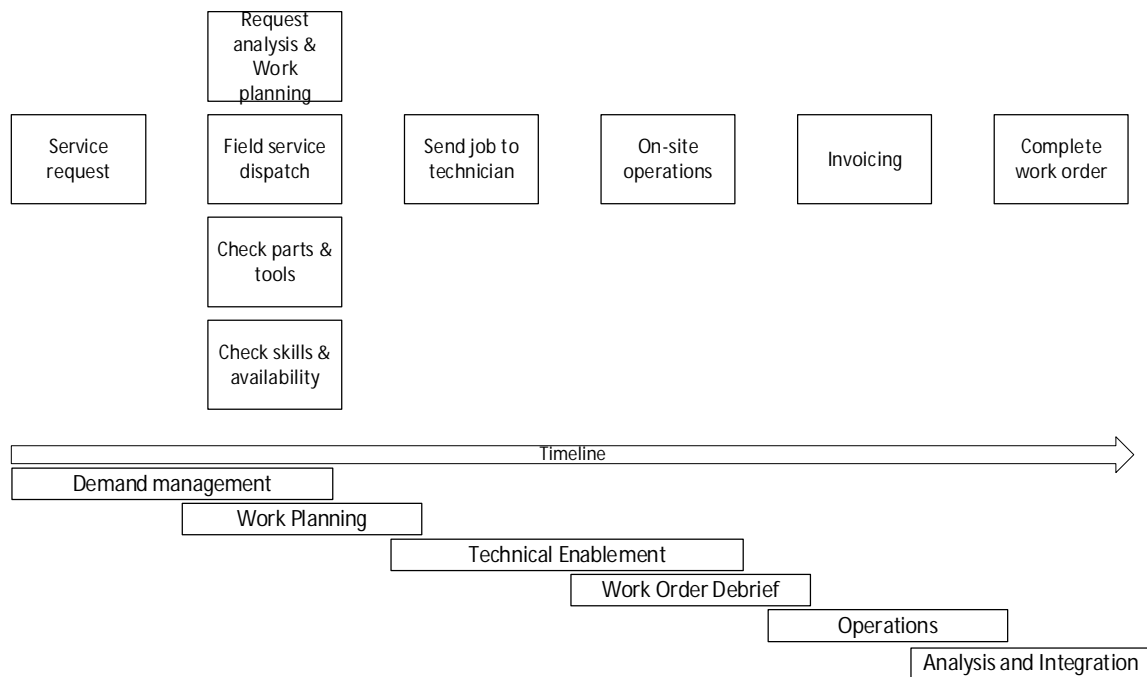 Request
analysis &
Work
planning
Service
request
Field service
dispatch
Send job to
technician
On-site
operations
Invoicing
Complete
work order
Check parts &
tools
Check skills &
availability
Timeline
Demand management
Work Planning
Technical Enablement
Work Order Debrief
Operations
Analysis and Integration